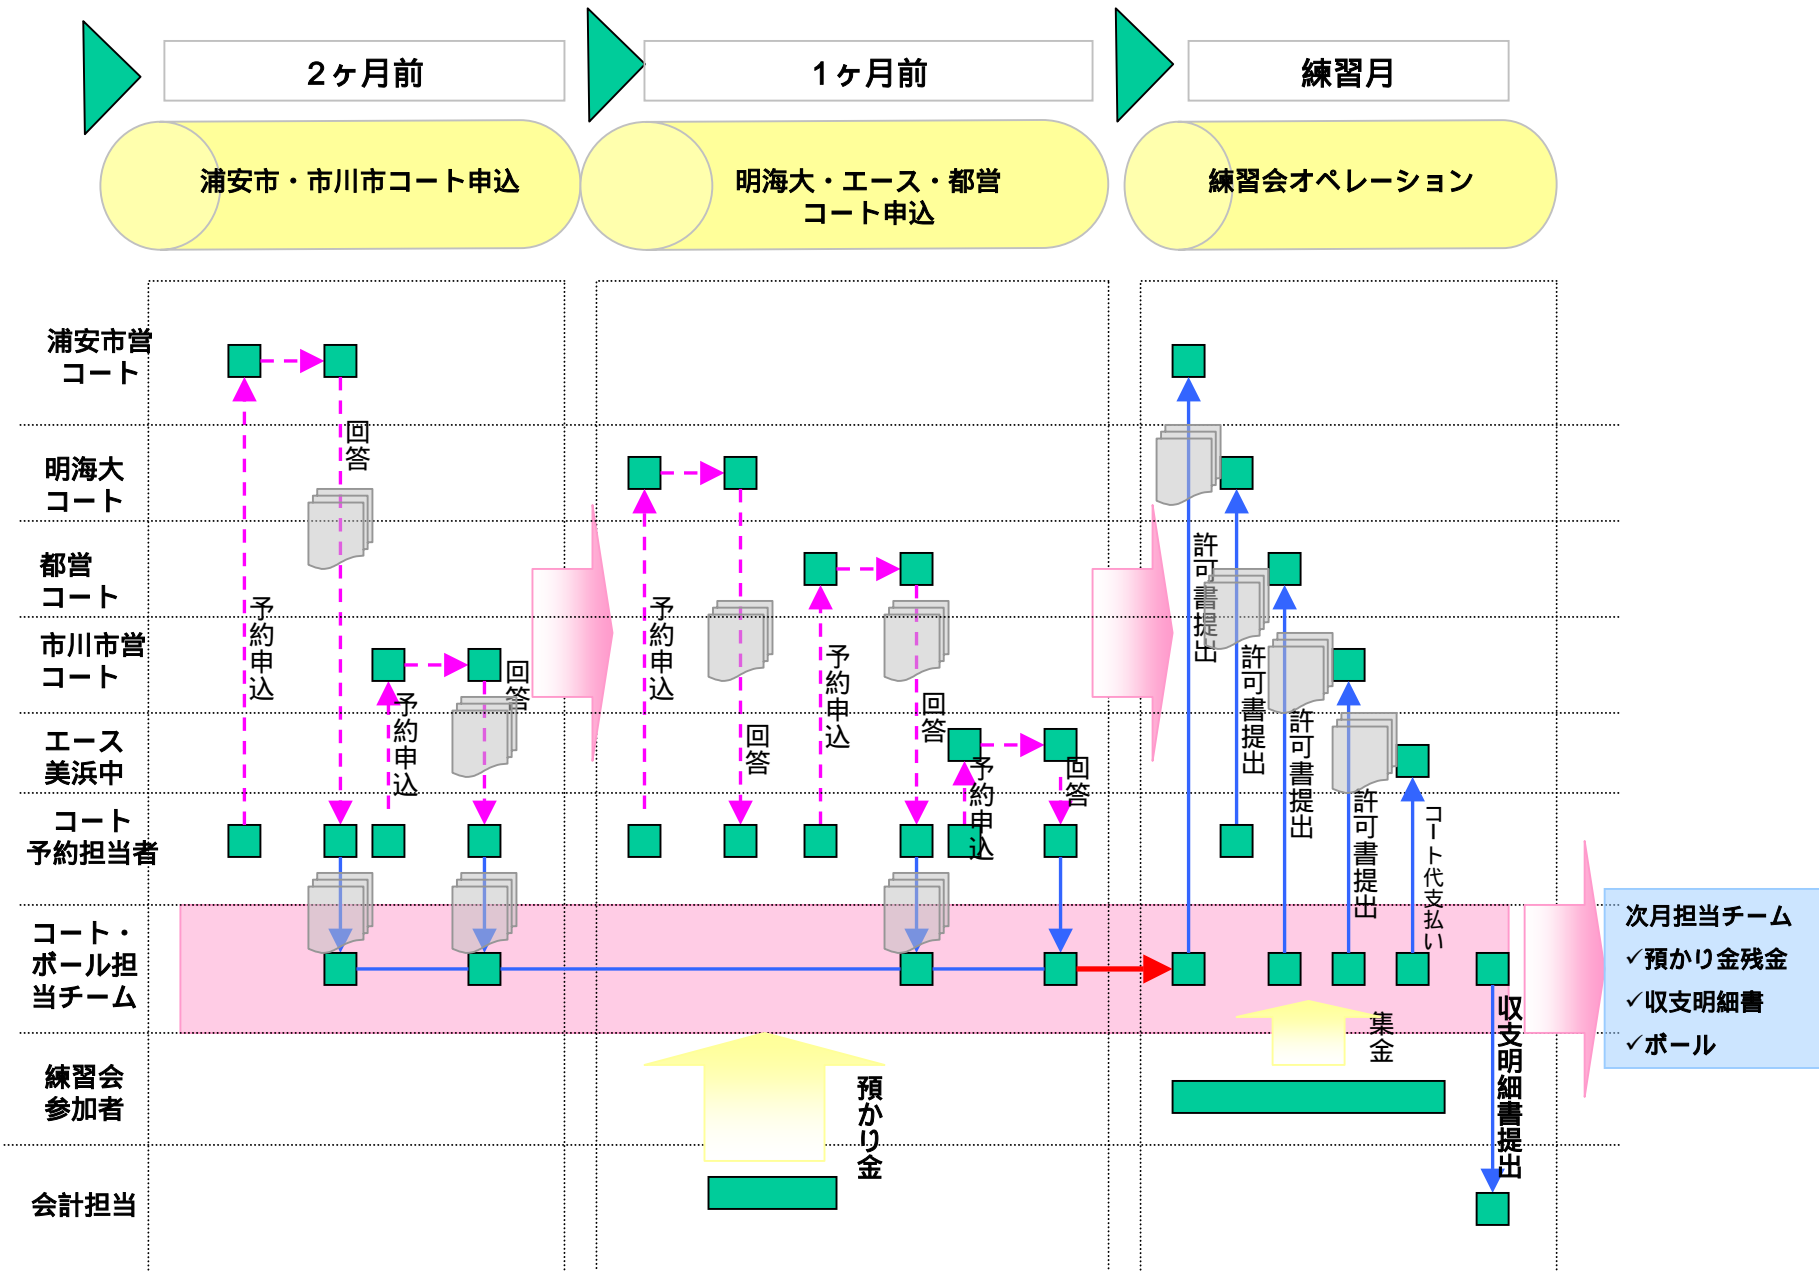 ２ヶ月前
１ヶ月前
練習月
浦安市・市川市コート申込
明海大・エース・都営
コート申込
練習会オペレーション
浦安市営
コート
明海大
コート
都営
コート
市川市営
コート
エース
美浜中
コート
予約担当者
コート・
ボール担
当チーム
練習会
参加者
会計担当
予約申込
回答
予約申込
回答
予約申込
回答
予約申込
回答
予約申込
回答
預かり金
許可書提出
許可書提出
許可書提出
許可書提出
コート代支払い
集金
収支明細書提出
次月担当チーム
✓預かり金残金
✓収支明細書
✓ボール